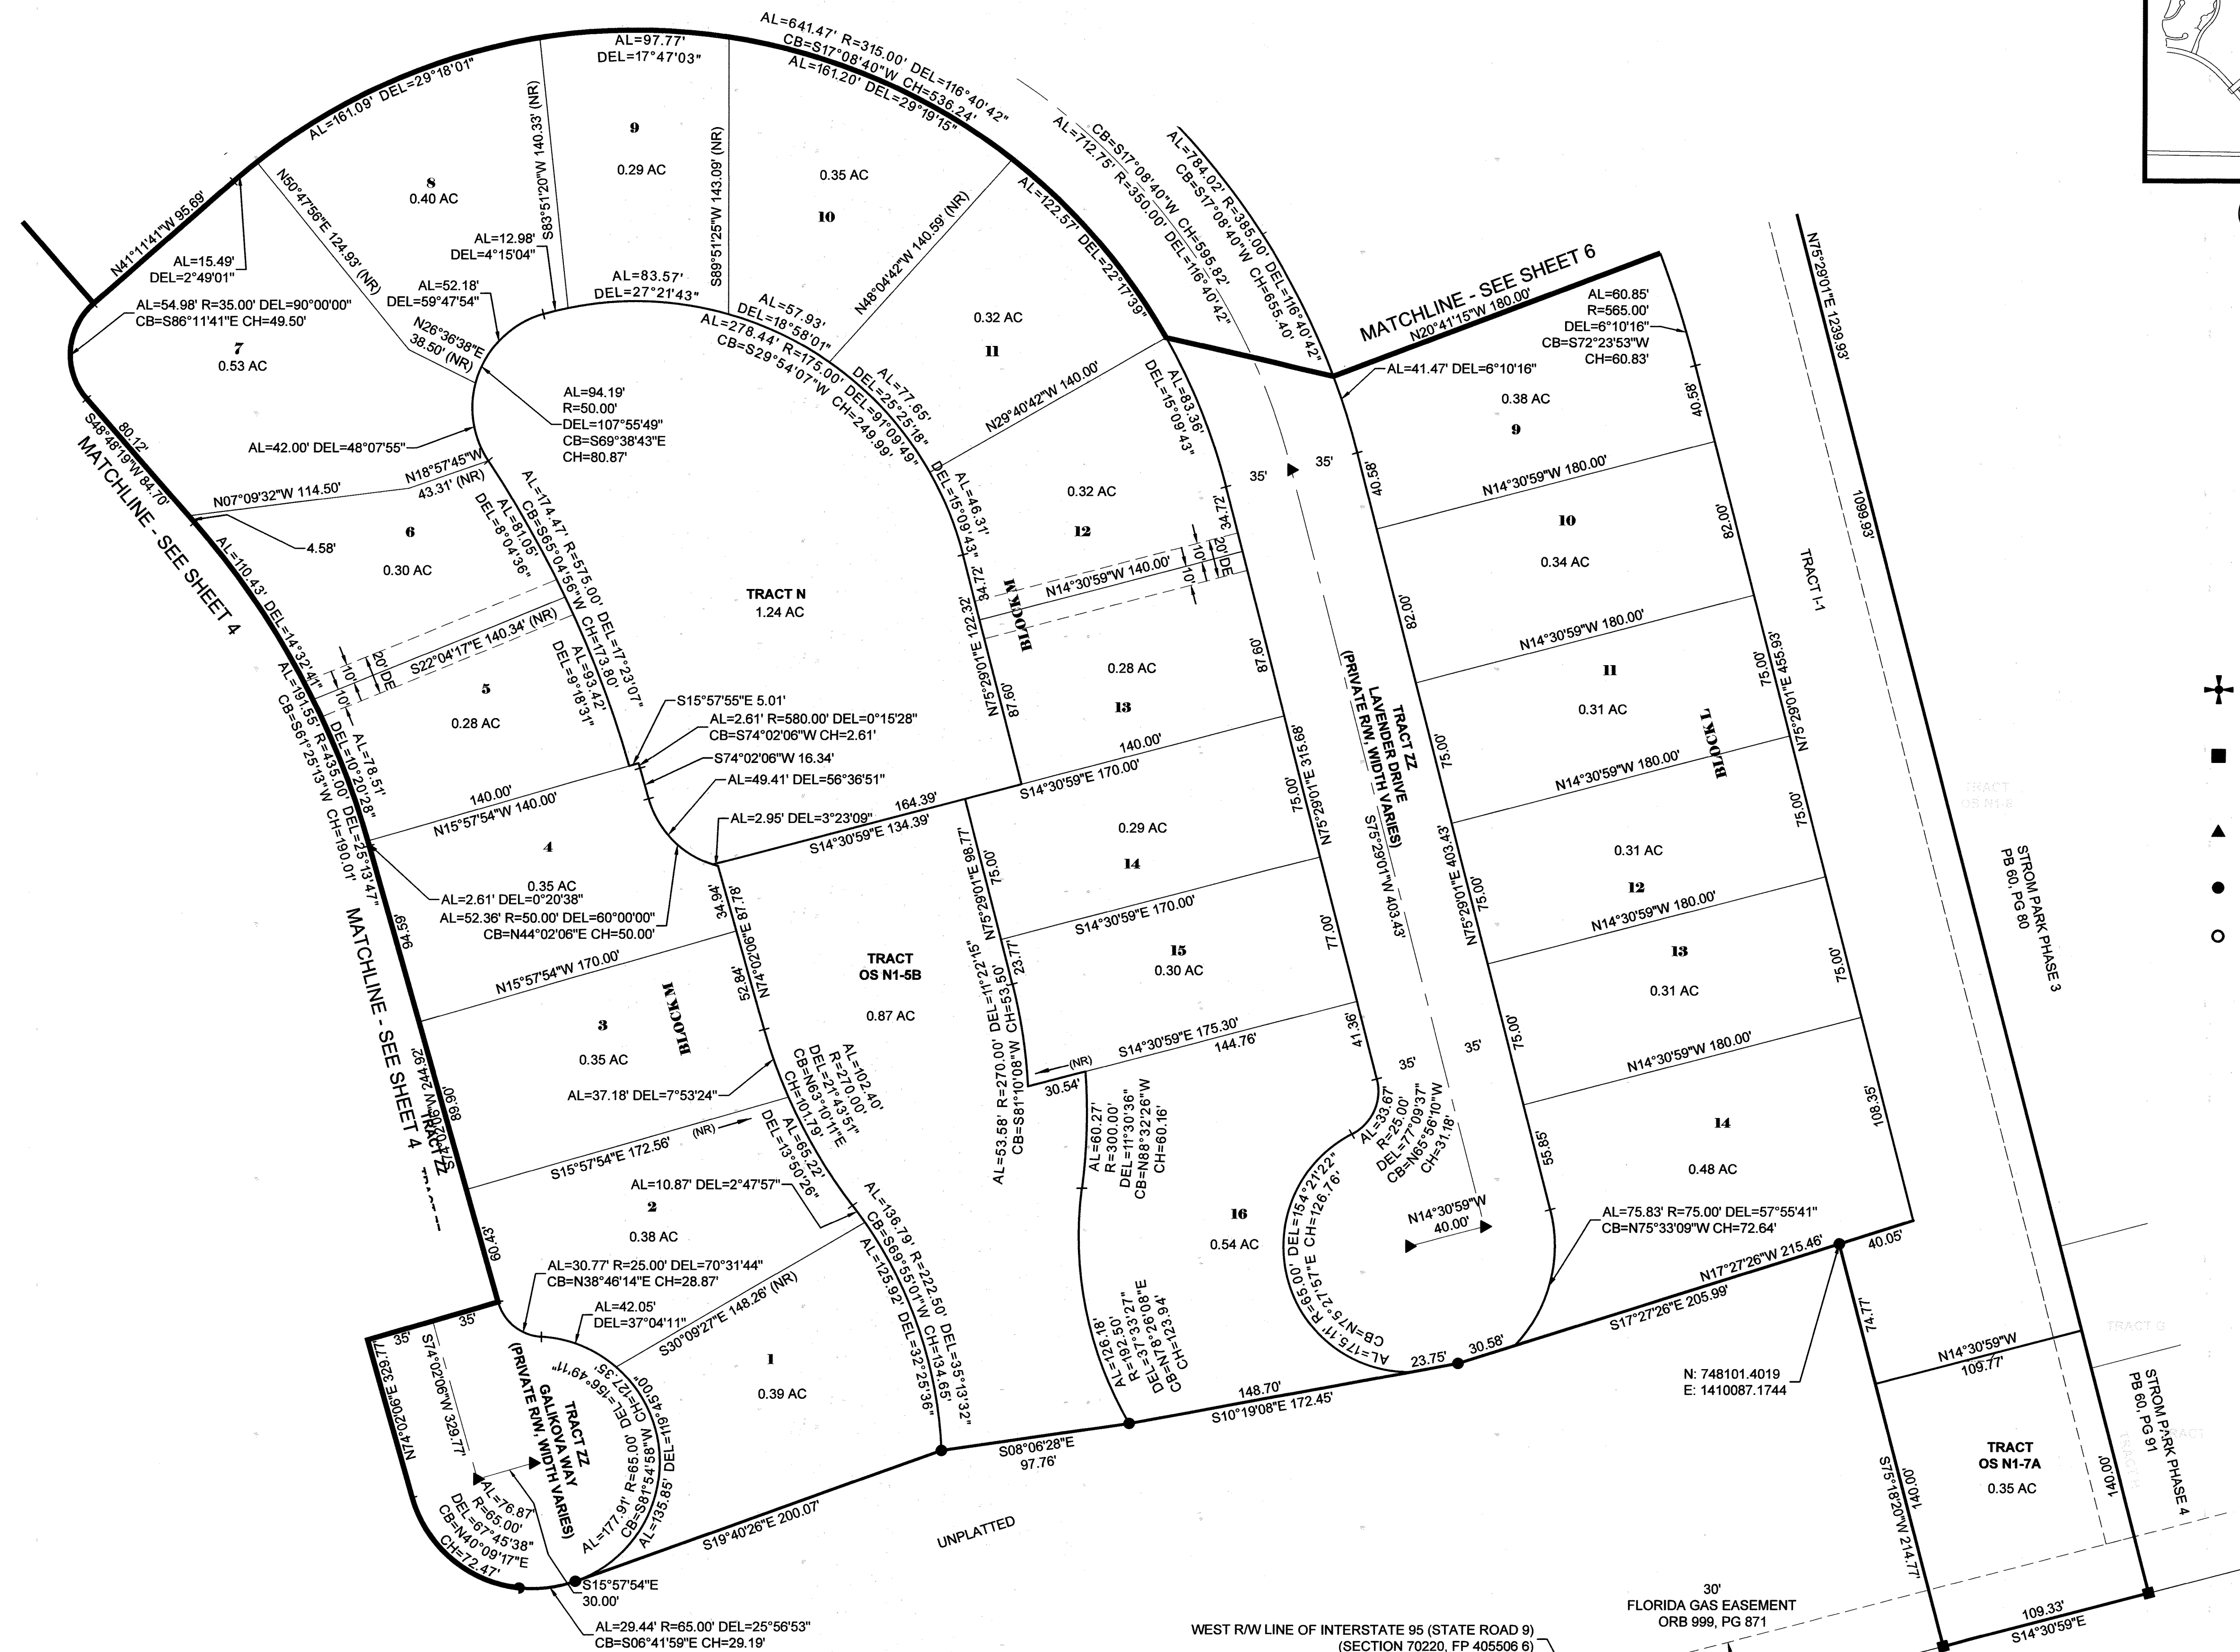 AL=641.47' R=315.00' DEL=116°40'42"
CB=S17°08'40"W CH=536.24'
AL=97.77'
DEL=17°47'03"
AL=161.20' DEL=29°19'15"
AL=161.09' DEL=29°18'01"
S83°51'20"W 140.33' (NR)
9
0.29 AC
S89°51'25"W 143.09' (NR)
0.35 AC
10
N48°04'42"W 140.59' (NR)
AL=122.57' DEL=22°17'39"
CB=S17°08'40"W CH=595.82'
AL=712.75' R=350.00' DEL=116°40'42"
AL=784.02' R=385.00' DEL=116°40'42"
CB=S17°08'40"W CH=655.40'
8
0.40 AC
N50°47'56"E 124.93' (NR)
N41°11'41"W 95.69'
AL=15.49'
DEL=2°49'01"
AL=54.98' R=35.00' DEL=90°00'00"
CB=S86°11'41"E CH=49.50'
7
0.53 AC
AL=12.98'
DEL=4°15'04"
AL=52.18'
DEL=59°47'54"
N26°36'38"E
38.50' (NR)
AL=83.57'
DEL=27°21'43"
AL=57.93'
DEL=18°58'01"
AL=278.44' R=175.00' DEL=91°09'49"
CB=S29°54'07"W CH=249.99'
AL=77.65'
DEL=25°25'18"
0.32 AC
11
N29°40'42"W 140.00'
AL=83.36'
DEL=15°09'43"
AL=46.31'
DEL=15°09'43"
AL=94.19'
R=50.00'
DEL=107°55'49"
CB=S69°38'43"E
CH=80.87'
AL=42.00' DEL=48°07'55"
80.12'
S48°48'19"W 84.70'
MATCHLINE - SEE SHEET 4
N07°09'32"W 114.50'
N18°57'45"W
43.31' (NR)
4.58'
6
0.30 AC
AL=110.43' DEL=14°32'41"
AL=174.47' R=575.00' DEL=17°23'07"
CB=S65°04'56"W CH=173.80'
AL=81.05'
DEL=8°04'36"
S22°04'17"E 140.34' (NR)
10'
10'
20' DE
AL=93.42'
DEL=9°18'31"
5
0.28 AC
AL=191.55' R=435.00' DEL=25°13'47"
CB=S61°25'13"W CH=190.01'
AL=78.51'
DEL=10°20'28"
TRACT N
1.24 AC
S15°57'55"E 5.01'
AL=2.61' R=580.00' DEL=0°15'28"
CB=S74°02'06"W CH=2.61'
S74°02'06"W 16.34'
AL=49.41' DEL=56°36'51"
AL=2.95' DEL=3°23'09"
140.00'
N15°57'54"W 140.00'
4
0.35 AC
AL=2.61' DEL=0°20'38"
AL=52.36' R=50.00' DEL=60°00'00"
CB=N44°02'06"E CH=50.00'
164.39'
S14°30'59"E 134.39'
0.32 AC
12
34.72'
34.72'
N14°30'59"W 140.00'
10'
10'
20' DE
BLOCK M
N75°29'01"E 122.32'
87.60'
87.60'
0.28 AC
13
140.00'
S14°30'59"E 170.00'
35'
35'
MATCHLINE - SEE SHEET 6
N20°41'15"W 180.00'
AL=60.85'
R=565.00'
DEL=6°10'16"
CB=S72°23'53"W
CH=60.83'
AL=41.47' DEL=6°10'16"
0.38 AC
9
40.58'
40.58'
N14°30'59"W 180.00'
10
0.34 AC
82.00'
82.00'
N14°30'59"W 180.00'
11
0.31 AC
75.00'
75.00'
BLOCK L
N75°29'01"E 455.93'
N14°30'59"W 180.00'
0.31 AC
12
75.00'
75.00'
N75°29'01"E 403.43'
N14°30'59"W 180.00'
13
0.31 AC
75.00'
75.00'
N14°30'59"W 180.00'
14
0.48 AC
55.85'
108.35'
N75°29'01"E 1239.93'
1099.93'
TRACT I-1
STROM PARK PHASE 3
PB 60, PG 80
TRACT
OS N1-8
TRACT ZZ
LAVENDER DRIVE
(PRIVATE R/W, WIDTH VARIES)
S75°29'01"W 403.43'
N75°29'01"E 315.68'
75.00'
0.29 AC
14
75.00'
N75°29'01"E 98.77'
S14°30'59"E 170.00'
23.77'
77.00'
15
0.30 AC
S14°30'59"E 175.30'
144.76'
(NR)
30.54'
41.36'
35'
35'
AL=53.58' R=270.00' DEL=11°22'15"
CB=S81°10'08"W CH=53.50'
TRACT
OS N1-5B
0.87 AC
34.94'
N74°02'06"E 87.78'
52.84'
94.59'
MATCHLINE - SEE SHEET 4
N15°57'54"W 170.00'
BLOCK M
3
0.35 AC
AL=37.18' DEL=7°53'24"
AL=102.40'
R=270.00'
DEL=21°43'51"
CB=N63°10'11"E
CH=101.79'
89.90'
S74°02'06"W 244.92'
TRACT ZZ
S15°57'54"E 172.56'
(NR)
AL=65.22'
DEL=13°50'26"
AL=10.87' DEL=2°47'57"
2
0.38 AC
60.43'
AL=30.77' R=25.00' DEL=70°31'44"
CB=N38°46'14"E CH=28.87'
AL=42.05'
DEL=37°04'11"
S30°09'27"E 148.26' (NR)
AL=136.79' R=222.50' DEL=35°13'32"
CB=S69°55'01"W CH=134.65'
AL=125.92' DEL=32°25'36"
1
0.39 AC
35'
35'
N74°02'06"E 329.77'
S74°02'06"W 329.77'
TRACT ZZ
GALIKOVA WAY
(PRIVATE R/W, WIDTH VARIES)
AL=177.91' R=65.00' DEL=156°49'11"
CB=S81°54'58"W CH=127.35'
AL=135.85' DEL=119°45'00"
AL=76.87'
R=65.00'
DEL=67°45'38"
CB=N40°09'17"E
CH=72.47'
S15°57'54"E
30.00'
AL=29.44' R=65.00' DEL=25°56'53"
CB=S06°41'59"E CH=29.19'
S19°40'26"E 200.07'
UNPLATTED
S08°06'28"E
97.76'
AL=60.27'
R=300.00'
DEL=11°30'36"
CB=N88°32'26"W
CH=60.16'
AL=126.18'
R=192.50'
DEL=37°33'27"
CB=N78°26'08"E
CH=123.94'
16
0.54 AC
AL=33.67'
R=25.00'
DEL=77°09'37"
CB=N65°56'10"W
CH=31.18'
AL=175.11' R=65.00' DEL=154°21'22"
CB=N75°27'57"E CH=126.76'
N14°30'59"W
40.00'
AL=75.83' R=75.00' DEL=57°55'41"
CB=N75°33'09"W CH=72.64'
148.70'
S10°19'08"E 172.45'
23.75'
30.58'
N17°27'26"W 215.46'
40.05'
S17°27'26"E 205.99'
N: 748101.4019
E: 1410087.1744
74.77'
N14°30'59"W
109.77'
TRACT
OS N1-7A
0.35 AC
S75°18'20"W 214.77'
140.00'
140.00'
TRACT G
STROM PARK PHASE 4
PB 60, PG 91
109.33'
S14°30'59"E
30'
FLORIDA GAS EASEMENT
ORB 999, PG 871
WEST R/W LINE OF INTERSTATE 95 (STATE ROAD 9)
(SECTION 70220, FP 405506 6)